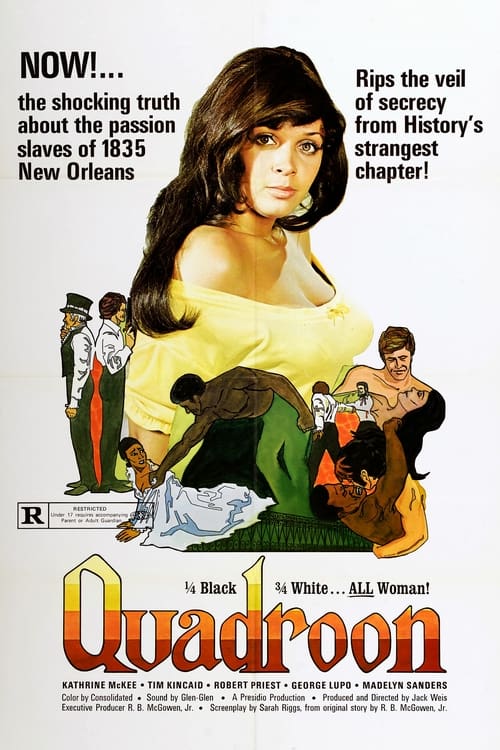 NOW!...
the shocking truth
about the passion
slaves of 1835
New Orleans
Rips the veil
of secrecy
from History's
strangest
chapter!
R
RESTRICTED
Under 17 requires accompanying
Parent or Adult Guardian
¼ Black ¾ White...ALL Woman!
Quadroon
KATHRINE McKEE • TIM KINCAID • ROBERT PRIEST • GEORGE LUPO • MADELYN SANDERS
Color by Consolidated • Sound by Glen-Glen • A Presidio Production • Produced and Directed by Jack Weis
Executive Producer R. B. McGowen, Jr. • Screenplay by Sarah Riggs, from original story by R. B. McGowen, Jr.